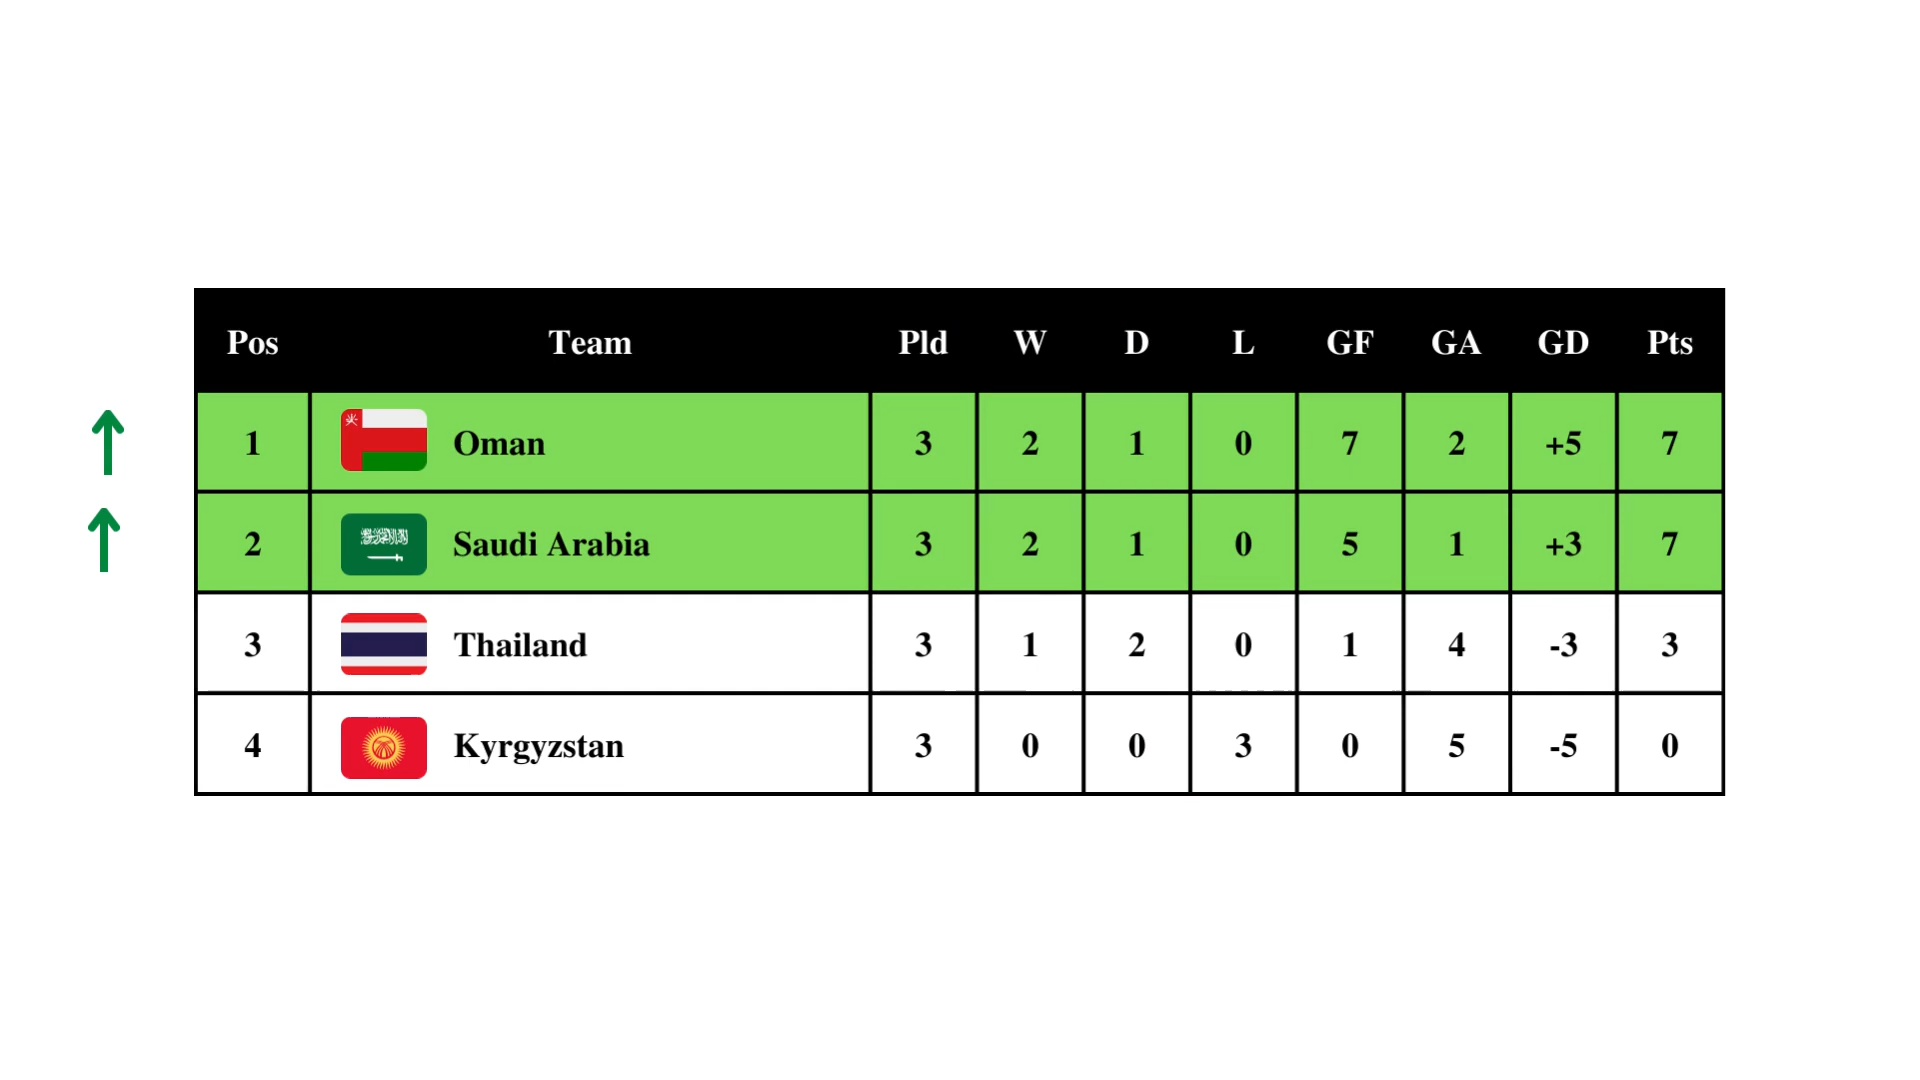 Pos Team Pld W D L GF GA GD Pts
1 Oman 3 2 1 0 7 2 +5 7
2 Saudi Arabia 3 2 1 0 5 1 +3 7
3 Thailand 3 1 2 0 1 4 -3 3
4 Kyrgyzstan 3 0 0 3 0 5 -5 0